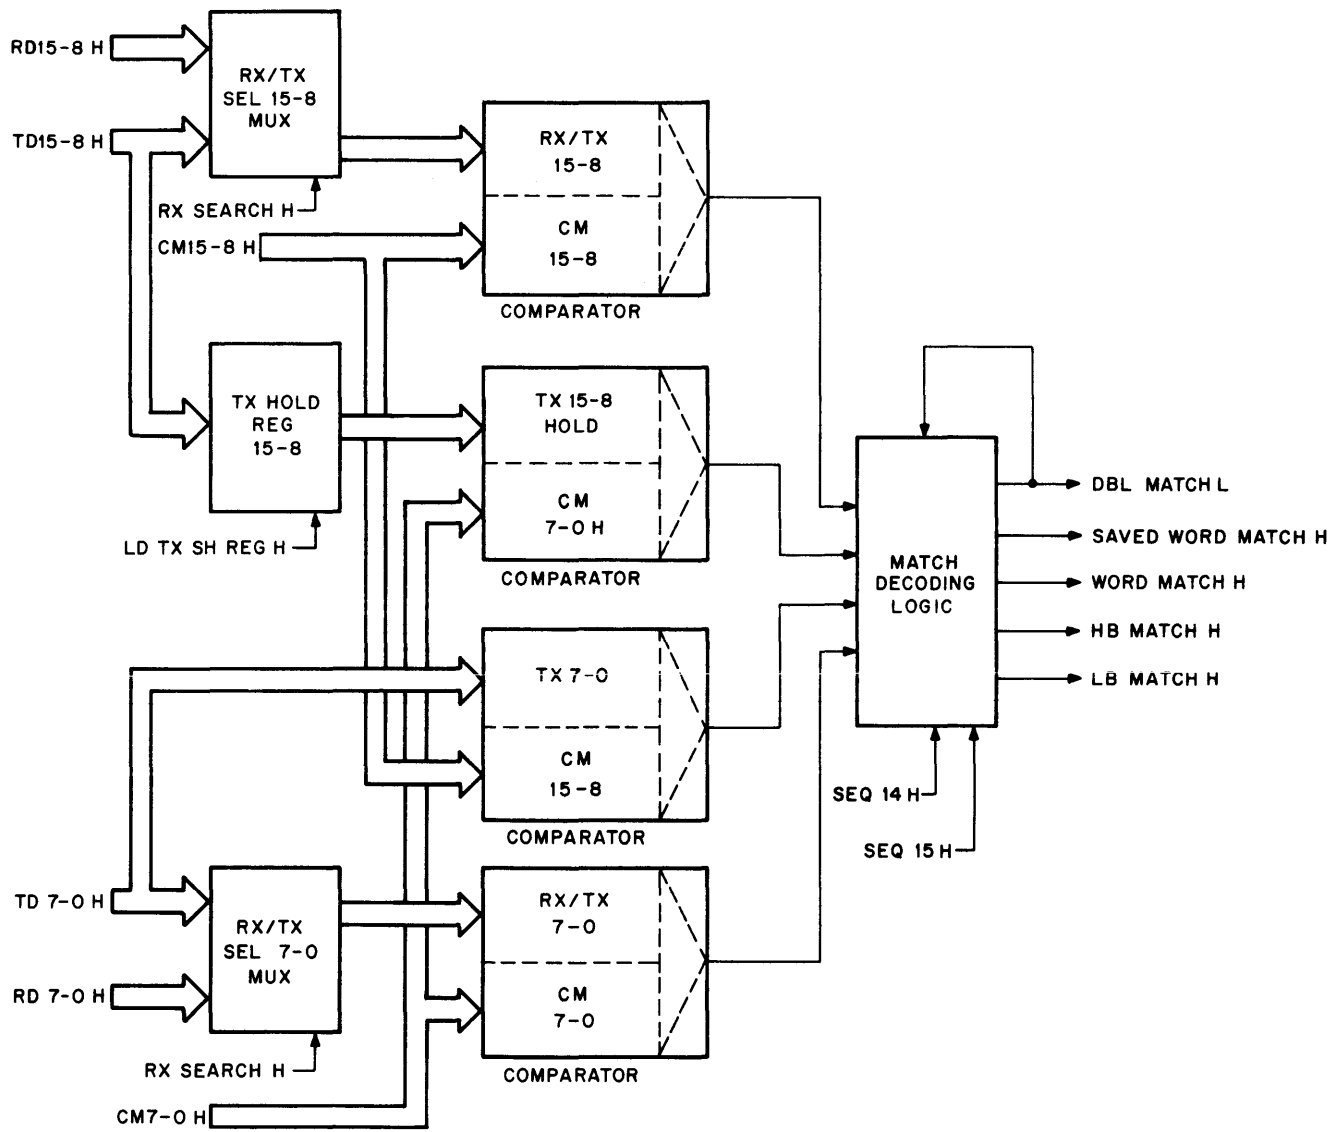 RD15-8 H
TD15-8 H
RX/TX
SEL 15-8
MUX
RX SEARCH H
CM15-8 H
RX/TX
15-8
CM
15-8
COMPARATOR
TX HOLD
REG
15-8
LD TX SH REG H
TX 15-8
HOLD
CM
7-0 H
COMPARATOR
TX 7-0
CM
15-8
COMPARATOR
TD 7-0 H
RD 7-0 H
RX/TX
SEL 7-0
MUX
RX SEARCH H
CM7-0 H
RX/TX
7-0
CM
7-0
COMPARATOR
MATCH
DECODING
LOGIC
DBL MATCH L
SAVED WORD MATCH H
WORD MATCH H
HB MATCH H
LB MATCH H
SEQ 14 H
SEQ 15 H